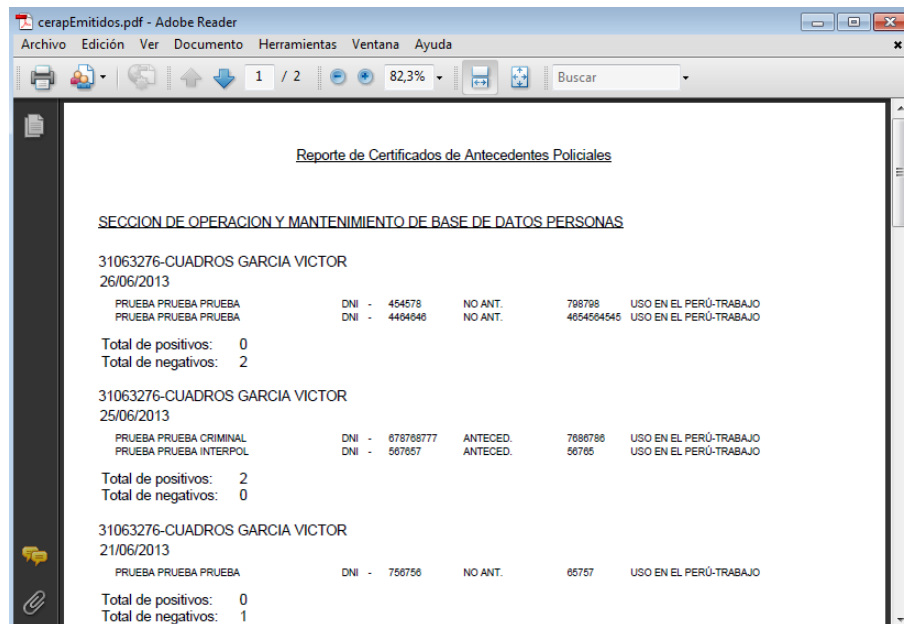 cerapEmitidos.pdf - Adobe Reader
Archivo Edición Ver Documento Herramientas Ventana Ayuda
1 / 2 82,3% Buscar
Reporte de Certificados de Antecedentes Policiales
SECCION DE OPERACION Y MANTENIMIENTO DE BASE DE DATOS PERSONAS
31063276-CUADROS GARCIA VICTOR
26/06/2013
PRUEBA PRUEBA PRUEBA DNI - 454578 NO ANT. 798798 USO EN EL PERÚ-TRABAJO
PRUEBA PRUEBA PRUEBA DNI - 4464646 NO ANT. 4654564545 USO EN EL PERÚ-TRABAJO
Total de positivos: 0
Total de negativos: 2
31063276-CUADROS GARCIA VICTOR
25/06/2013
PRUEBA PRUEBA CRIMINAL DNI - 678768777 ANTECED. 7686786 USO EN EL PERÚ-TRABAJO
PRUEBA PRUEBA INTERPOL DNI - 567657 ANTECED. 56765 USO EN EL PERÚ-TRABAJO
Total de positivos: 2
Total de negativos: 0
31063276-CUADROS GARCIA VICTOR
21/06/2013
PRUEBA PRUEBA PRUEBA DNI - 756756 NO ANT. 65757 USO EN EL PERÚ-TRABAJO
Total de positivos: 0
Total de negativos: 1